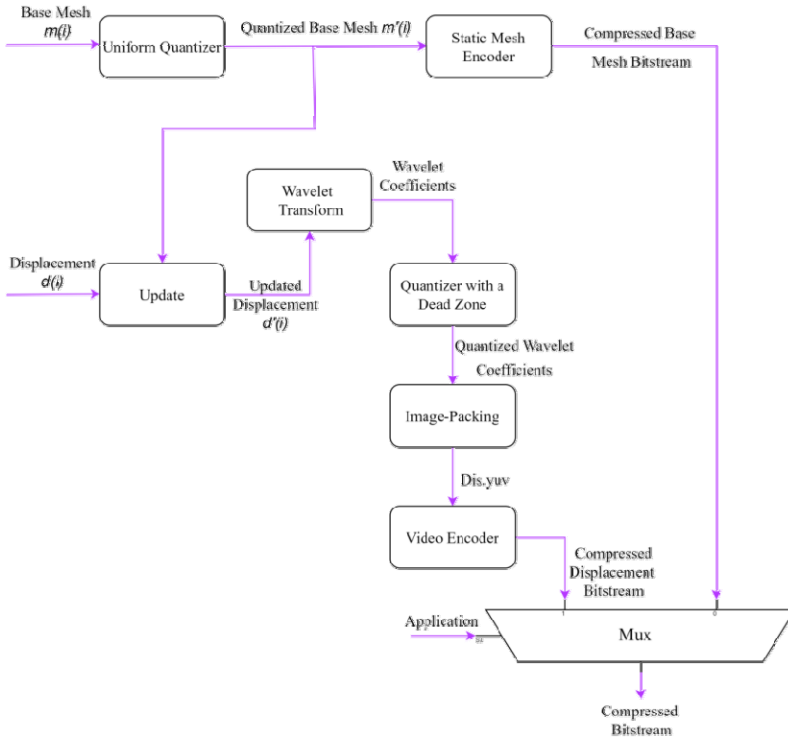 Base Mesh
m(i)
Uniform Quantizer
Quantized Base Mesh m'(i)
Static Mesh
Encoder
Compressed Base
Mesh Bitstream
Wavelet
Transform
Wavelet
Coefficients
Displacement
d(i)
Update
Updated
Displacement
d'(i)
Quantizer with a
Dead Zone
Quantized Wavelet
Coefficients
Image-Packing
Dis.yuv
Video Encoder
Compressed
Displacement
Bitstream
Application
1
0
Mux
Compressed
Bitstream